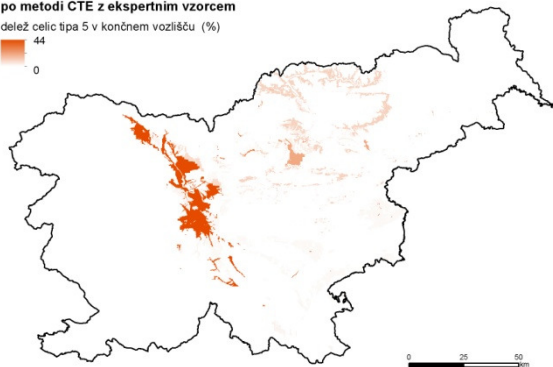 po metodi CTE z ekspertnim vzorcem
delež celic tipa 5 v končnem vozlišču (%)
44
0
0 25 50
km